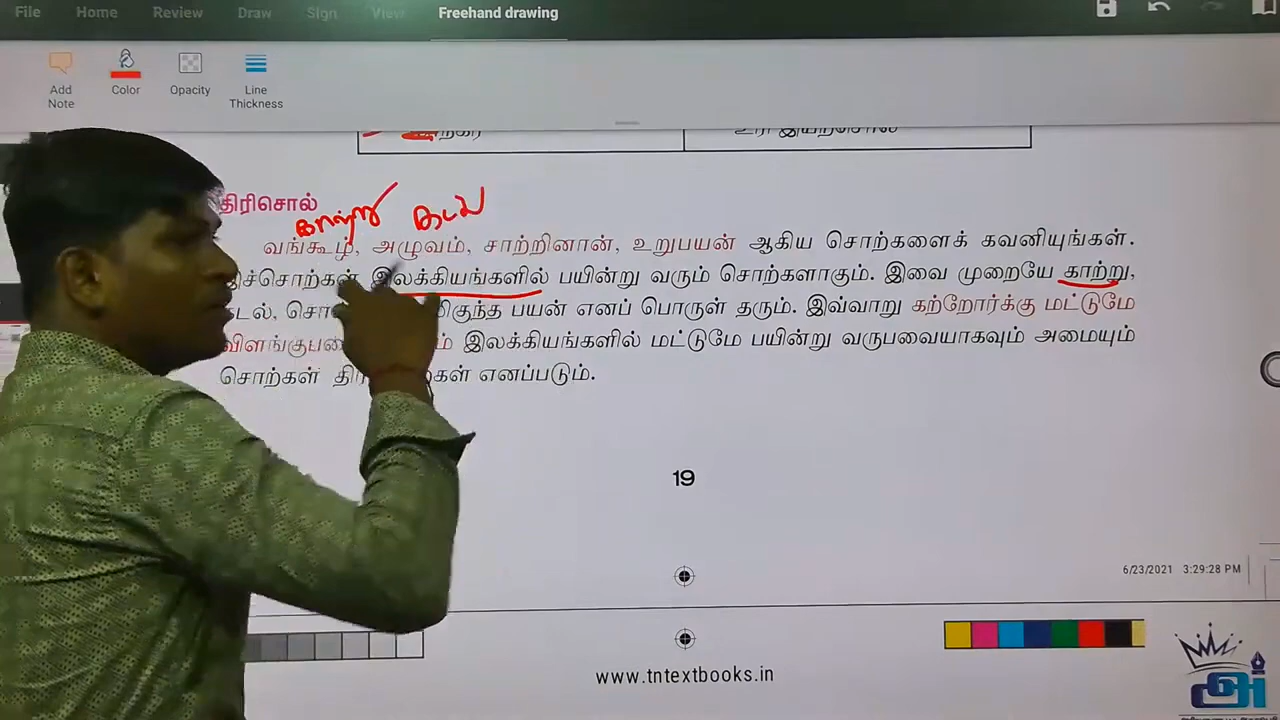 File Home Review Draw Sign View Freehand drawing
Add Note Color Opacity Line Thickness
உரி இயற்சொல்
திரிசொல்
காற்று கடல்
வங்கூழ், அழுவம், சாற்றினான், உறுபயன் ஆகிய சொற்களைக் கவனியுங்கள்.
இலக்கியங்களில் பயின்று வரும் சொற்களாகும். இவை முறையே காற்று,
பயன் எனப் பொருள் தரும். இவ்வாறு கற்றோர்க்கு மட்டுமே
இலக்கியங்களில் மட்டுமே பயின்று வருபவையாகவும் அமையும்
சொற்கள் எனப்படும்.
19
6/23/2021 3:29:28 PM
www.tntextbooks.in